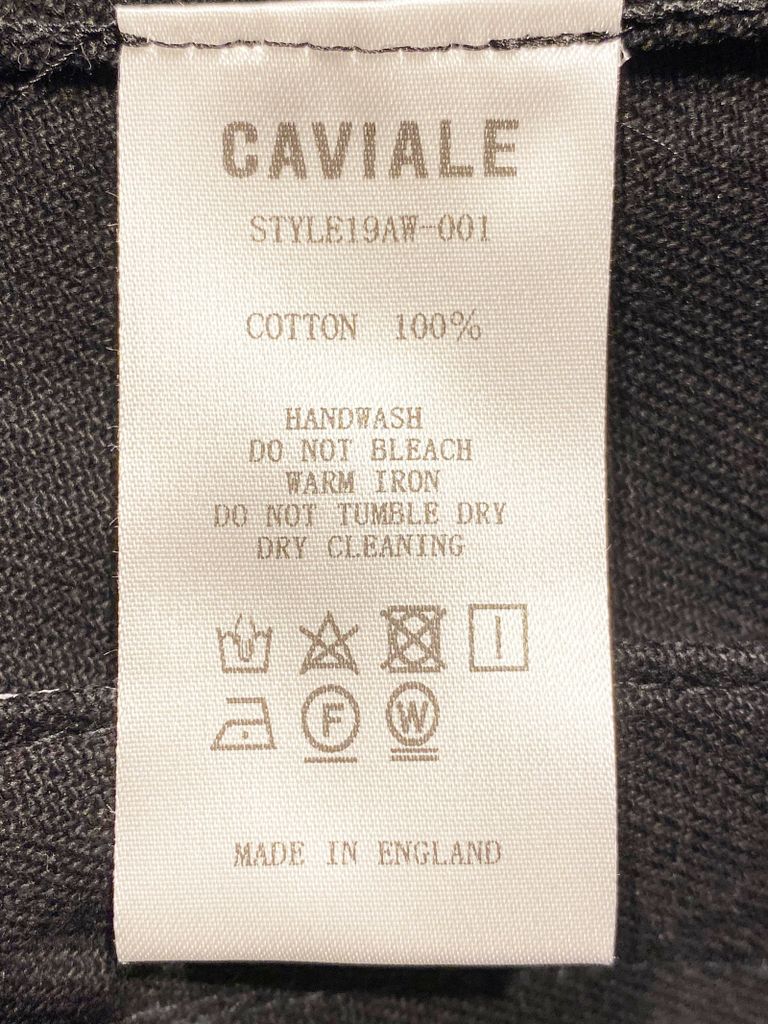 CAVIALE
STYLE19AW-001
COTTON 100%
HANDWASH
DO NOT BLEACH
WARM IRON
DO NOT TUMBLE DRY
DRY CLEANING
F W
MADE IN ENGLAND